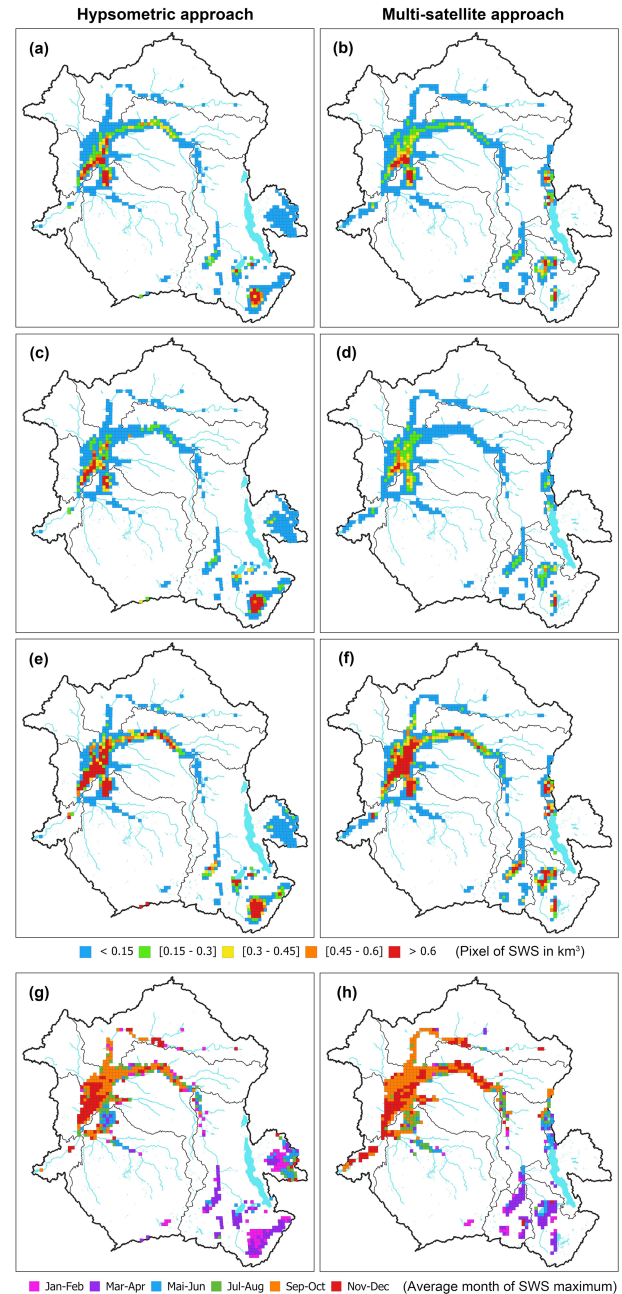 Hypsometric approach Multi-satellite approach
(a) (b)
(c) (d)
(e) (f)
< 0.15 [0.15 - 0.3] [0.3 - 0.45] [0.45 - 0.6] > 0.6 (Pixel of SWS in km³)
(g) (h)
Jan-Feb Mar-Apr Mai-Jun Jul-Aug Sep-Oct Nov-Dec (Average month of SWS maximum)